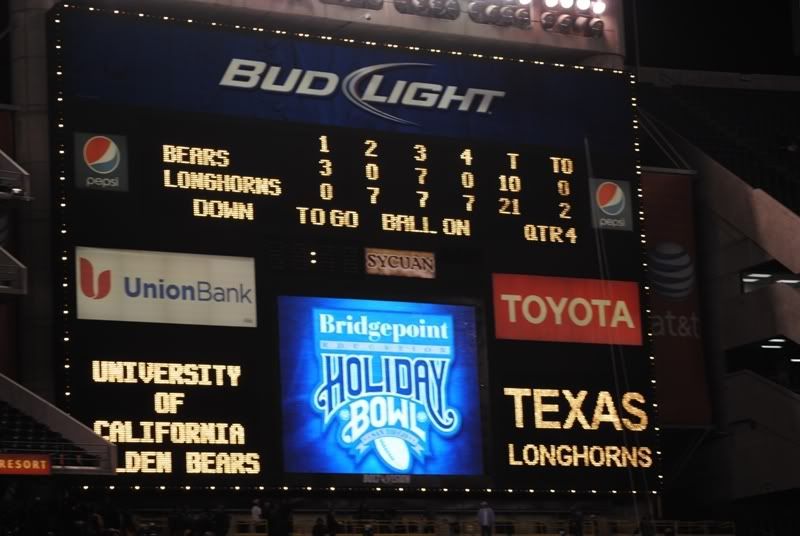 BUD LIGHT
1 2 3 4 T TO
BEARS 3 0 7 0 10 0
LONGHORNS 0 7 7 7 21 2
DOWN TO GO BALL ON QTR 4
pepsi
pepsi
SYCUAN
UnionBank
TOYOTA
at&t
Bridgepoint
EDUCATION
HOLIDAY
BOWL
UNIVERSITY
OF
CALIFORNIA
LDEN BEARS
TEXAS
LONGHORNS
RESORT